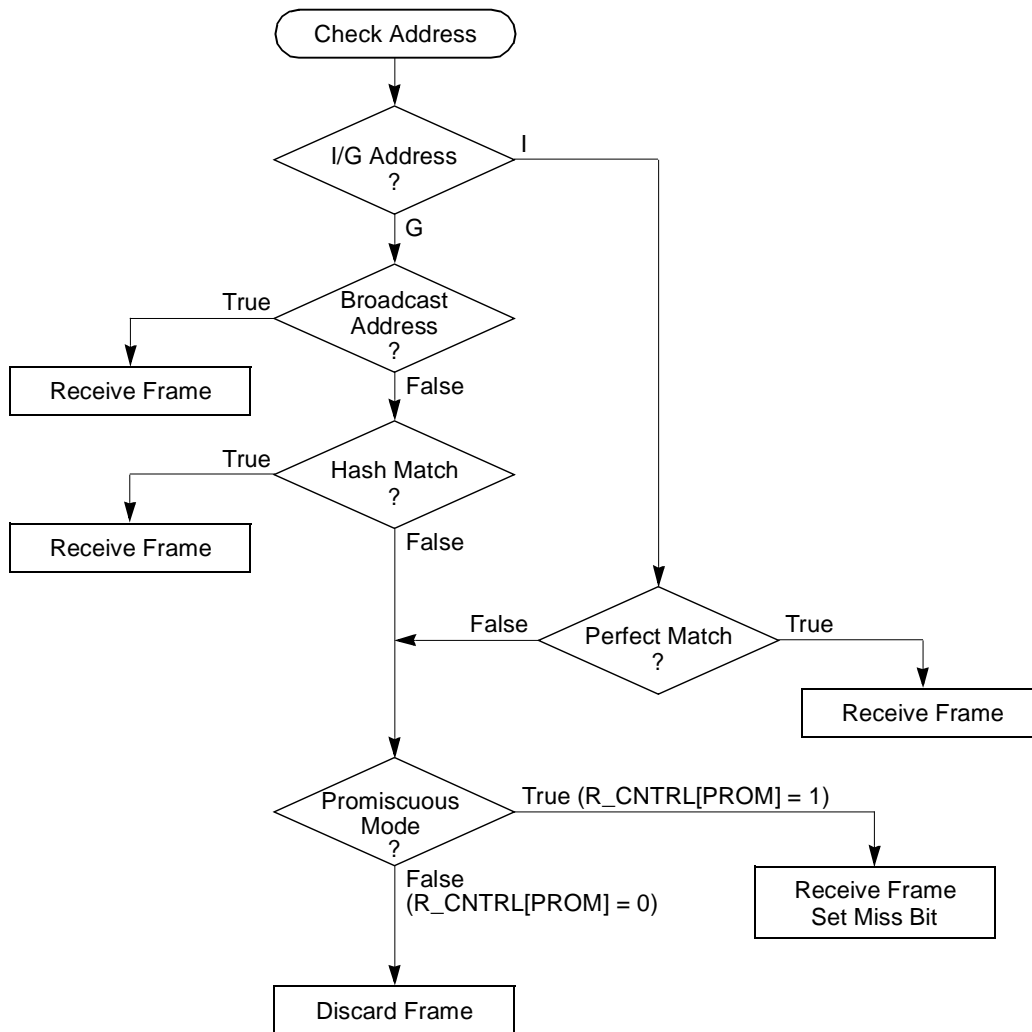 Check Address
I/G Address
?
I
G
True
Broadcast
Address
?
Receive Frame
False
True
Hash Match
?
Receive Frame
False
False
Perfect Match
?
True
Receive Frame
Promiscuous
Mode
?
True (R_CNTRL[PROM] = 1)
False
(R_CNTRL[PROM] = 0)
Receive Frame
Set Miss Bit
Discard Frame